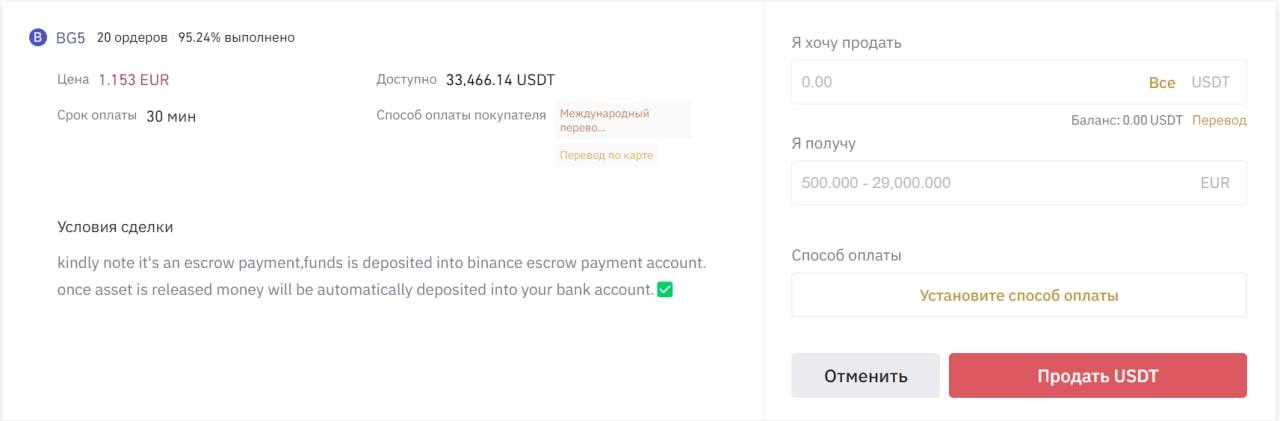 B BG5 20 ордеров 95.24% выполнено
Цена 1.153 EUR
Доступно 33,466.14 USDT
Срок оплаты 30 мин
Способ оплаты покупателя
Международный
перево...
Перевод по карте
Условия сделки
kindly note it's an escrow payment,funds is deposited into binance escrow payment account.
once asset is released money will be automatically deposited into your bank account.✅
Я хочу продать
0.00 Все USDT
Баланс: 0.00 USDT Перевод
Я получу
500.000 - 29,000.000 EUR
Способ оплаты
Установите способ оплаты
Отменить
Продать USDT